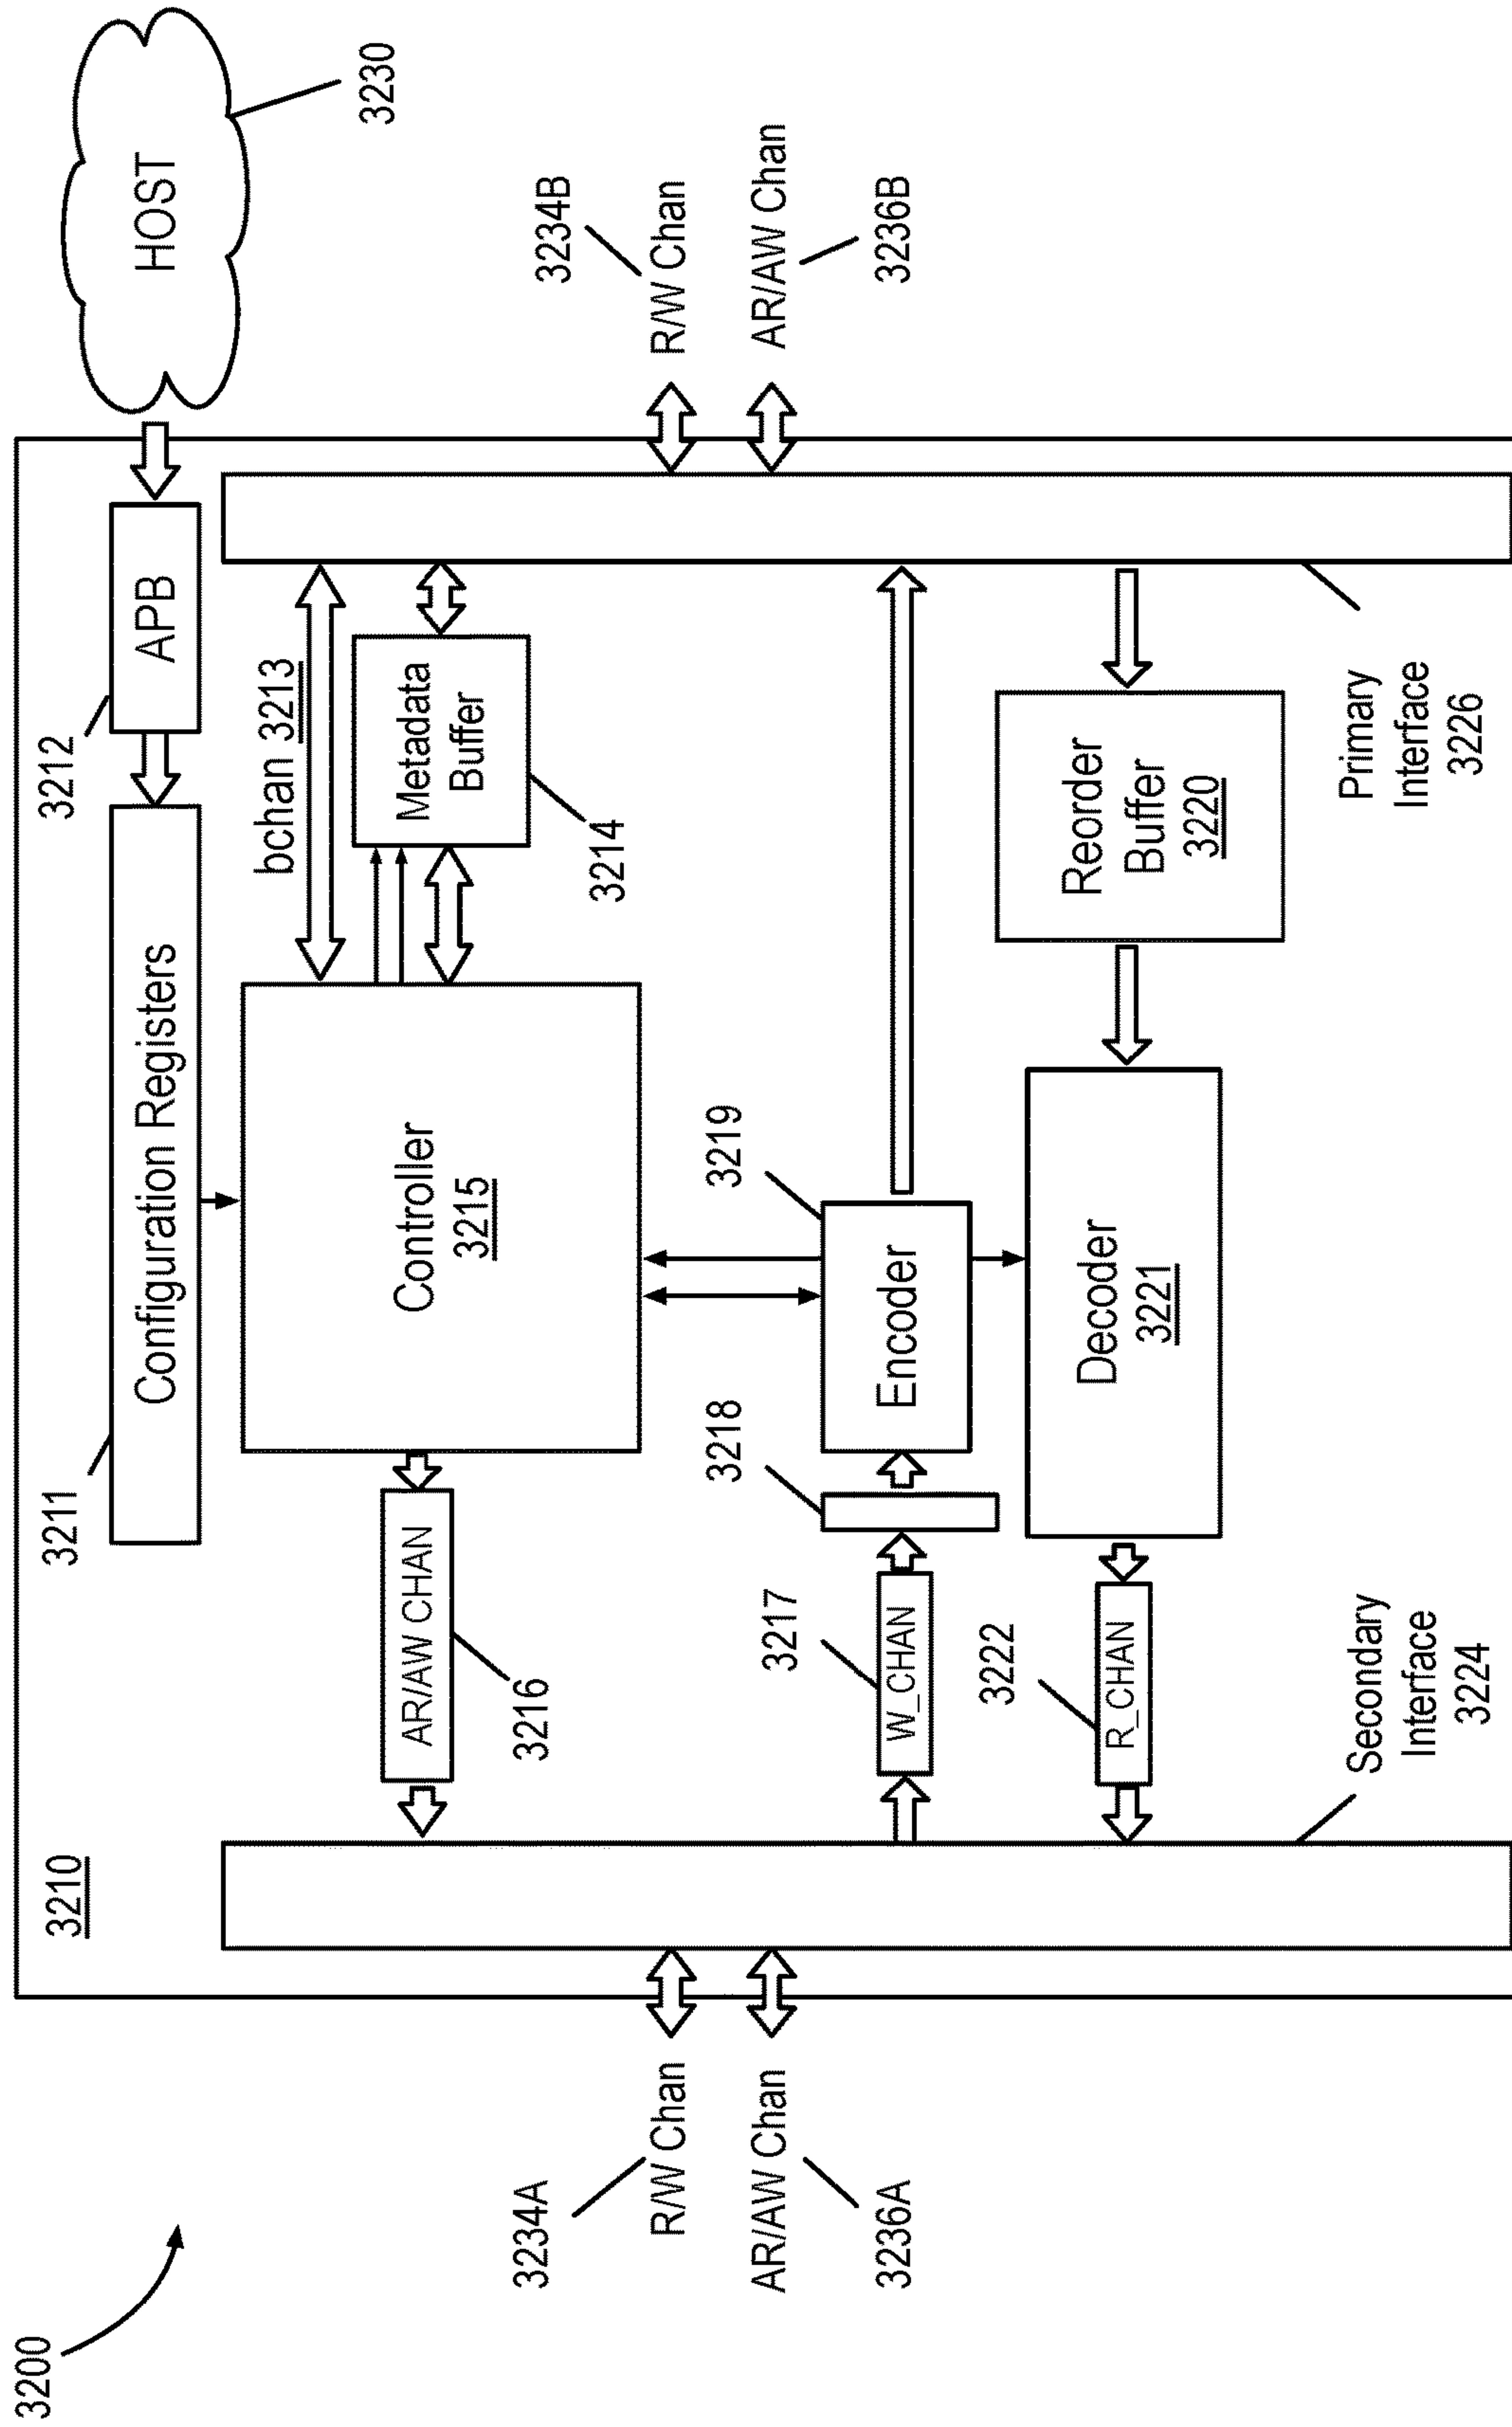 3200
3210
3211
Configuration Registers
3212
APB
HOST
3230
bchan 3213
Metadata
Buffer
3214
Controller
3215
AR/AW CHAN
3216
3234A
R/W Chan
AR/AW Chan
3236A
3234B
R/W Chan
AR/AW Chan
3236B
3217
W_CHAN
3218
Encoder
3219
3222
R_CHAN
Decoder
3221
Reorder
Buffer
3220
Secondary
Interface
3224
Primary
Interface
3226